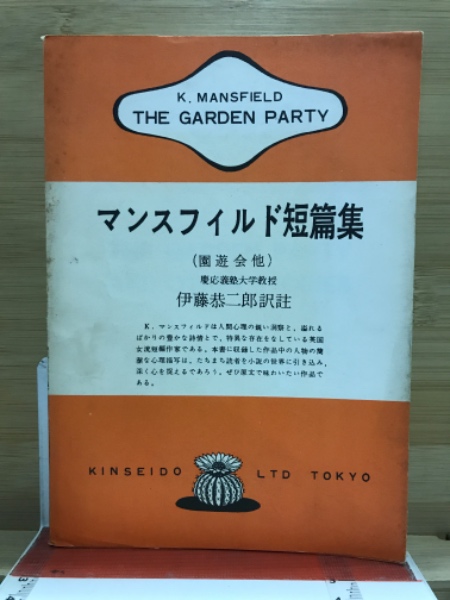 K. MANSFIELD
THE GARDEN PARTY
マンスフィルド短篇集
(園遊会他)
慶応義塾大学教授
伊藤恭二郎訳註
K. マンスフィルドは人間心理の鋭い洞察と、溢れる
ばかりの豊かな詩情とで、特異な存在をなしている英国
女流短編作家である。本書に収録した作品中の人物の簡
潔な心理描写は、たちまち読者を小説の世界に引き込み、
深く心を捉えるであろう。ぜひ原文で味わいたい作品で
ある。
KINSEIDO LTD TOKYO